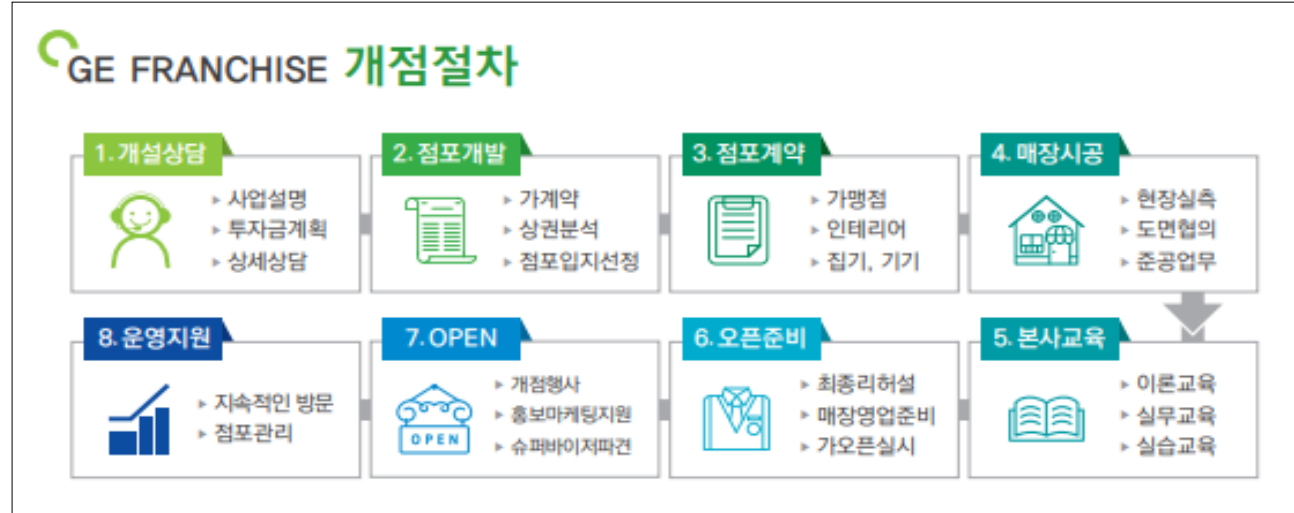 GE FRANCHISE 개점절차
1. 개설상담
▸ 사업설명
▸ 투자금계획
▸ 상세상담
2. 점포개발
▸ 가계약
▸ 상권분석
▸ 점포입지선정
3. 점포계약
▸ 가맹점
▸ 인테리어
▸ 집기, 기기
4. 매장시공
▸ 현장실측
▸ 도면협의
▸ 준공업무
5. 본사교육
▸ 이론교육
▸ 실무교육
▸ 실습교육
6. 오픈준비
▸ 최종리허설
▸ 매장영업준비
▸ 가오픈실시
7. OPEN
OPEN
▸ 개점행사
▸ 홍보마케팅지원
▸ 슈퍼바이저파견
8. 운영지원
▸ 지속적인 방문
▸ 점포관리